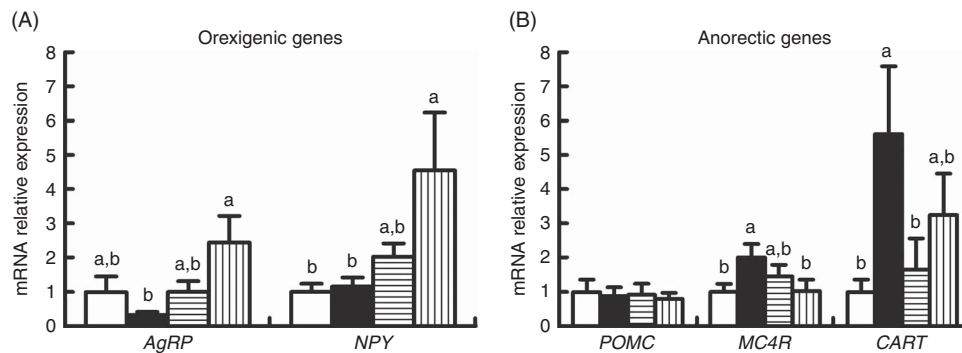 (A)
Orexigenic genes
mRNA relative expression
8
7
6
5
4
3
2
1
0
a,b
b
a,b
a
b
b
a,b
a
AgRP
NPY
(B)
Anorectic genes
mRNA relative expression
8
7
6
5
4
3
2
1
0
b
a
a,b
b
b
a
b
a,b
POMC
MC4R
CART